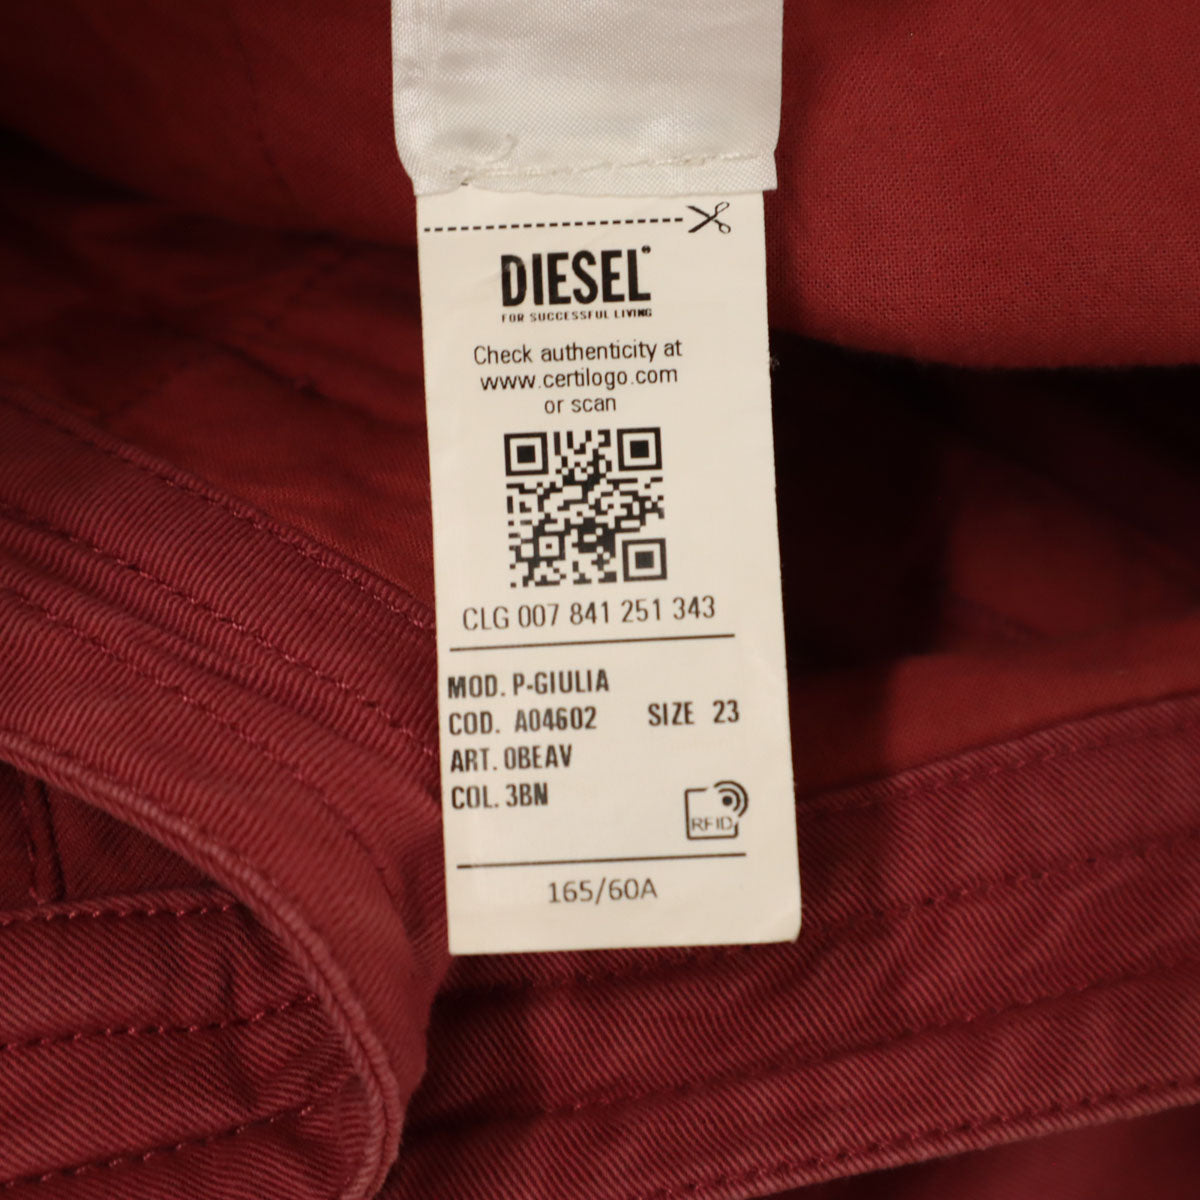 DIESEL®
FOR SUCCESSFUL LIVING
Check authenticity at
www.certilogo.com
or scan
CLG 007 841 251 343
MOD. P-GIULIA
COD. A04602 SIZE 23
ART. 0BEAV
COL. 3BN
RFID
165/60A